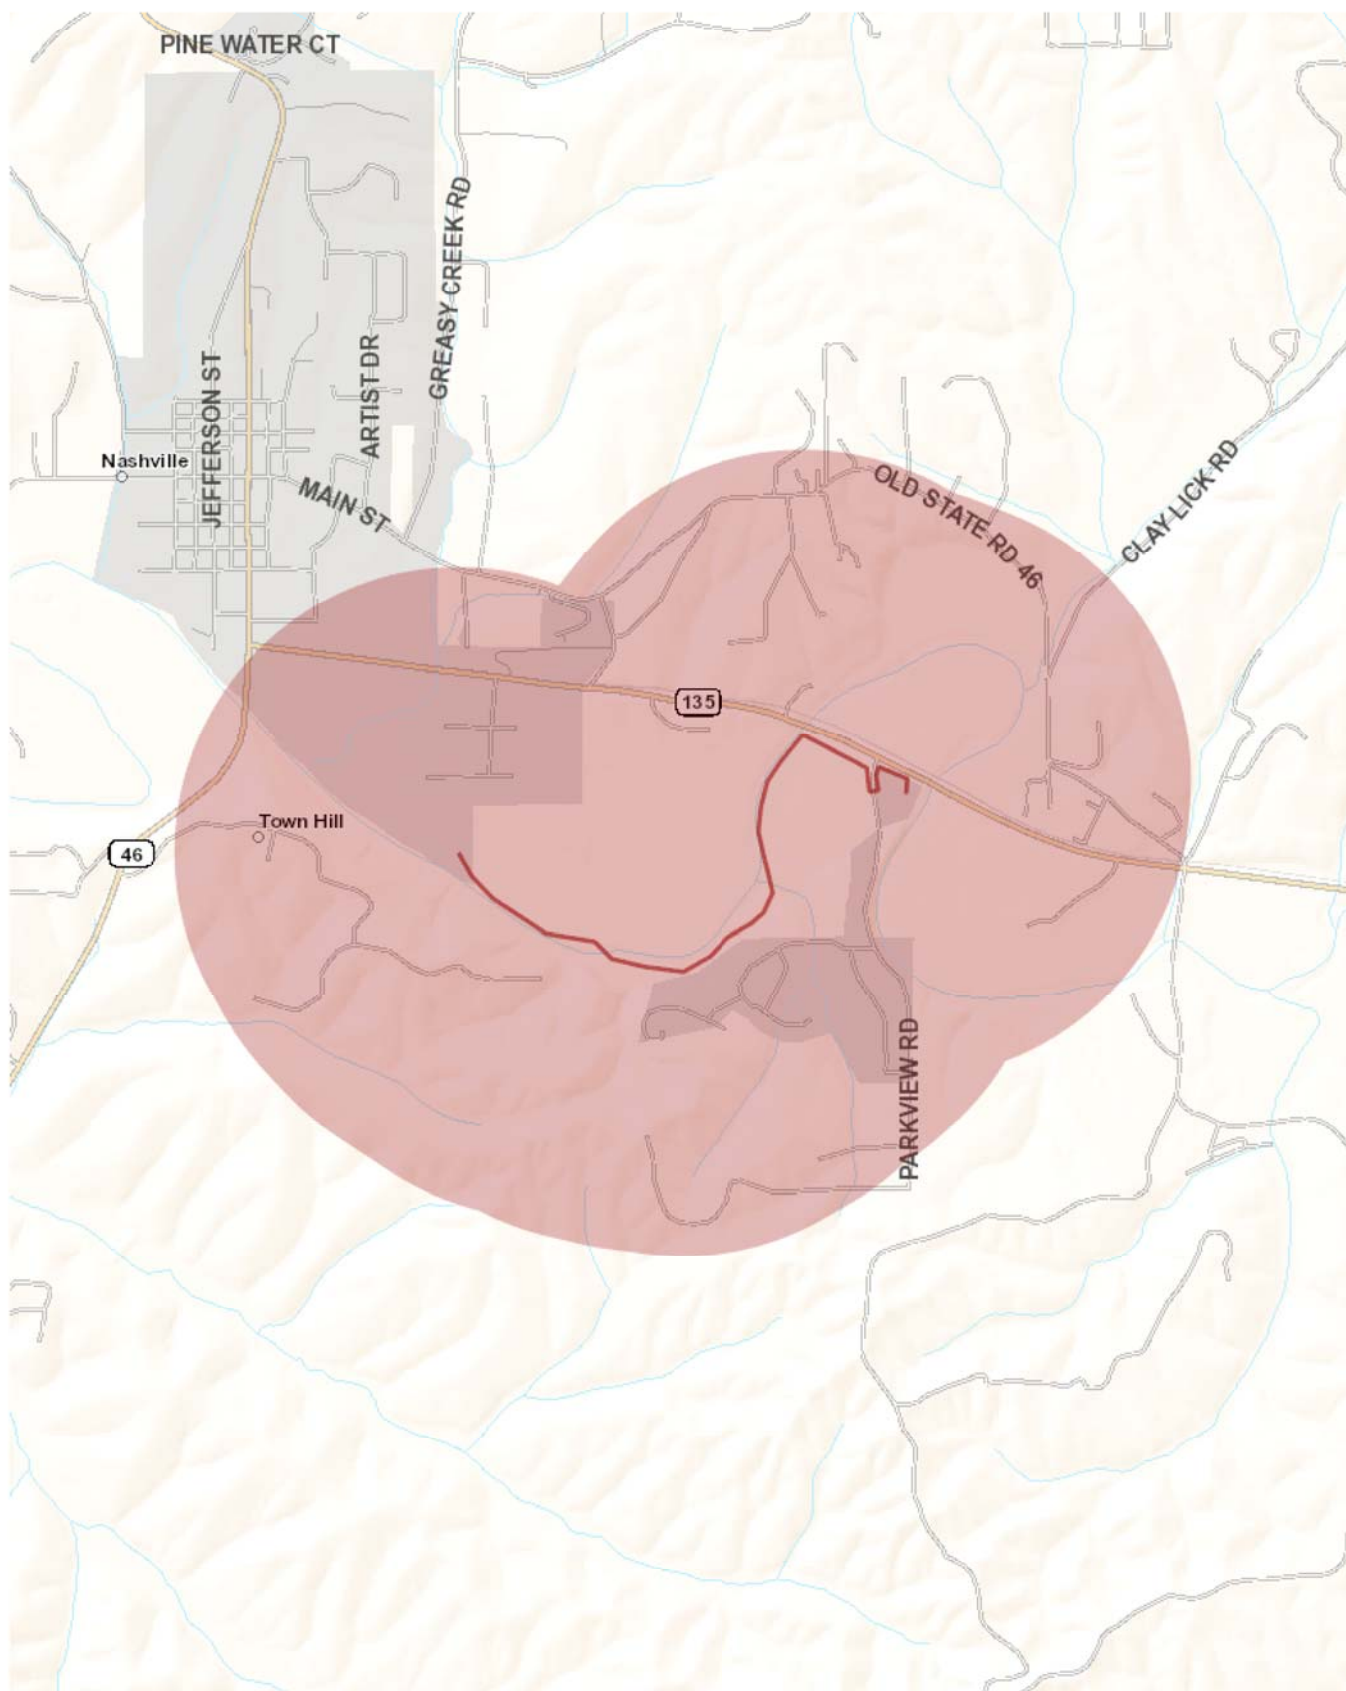 PINE WATER CT
GREASY CREEK RD
JEFFERSON ST
ARTIST DR
Nashville
MAIN ST
OLD STATE RD 46
CLAY LICK RD
135
Town Hill
46
PARKVIEW RD